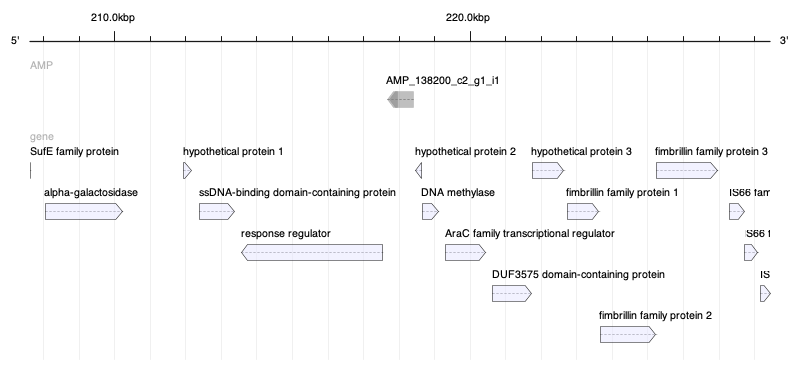 210.0kbp 220.0kbp
5' 3'
AMP
AMP_138200_c2_g1_i1
gene
SufE family protein hypothetical protein 1 hypothetical protein 2 hypothetical protein 3 fimbrillin family protein 3
alpha-galactosidase ssDNA-binding domain-containing protein DNA methylase fimbrillin family protein 1 IS66 fam
response regulator AraC family transcriptional regulator S66 f
DUF3575 domain-containing protein IS
fimbrillin family protein 2